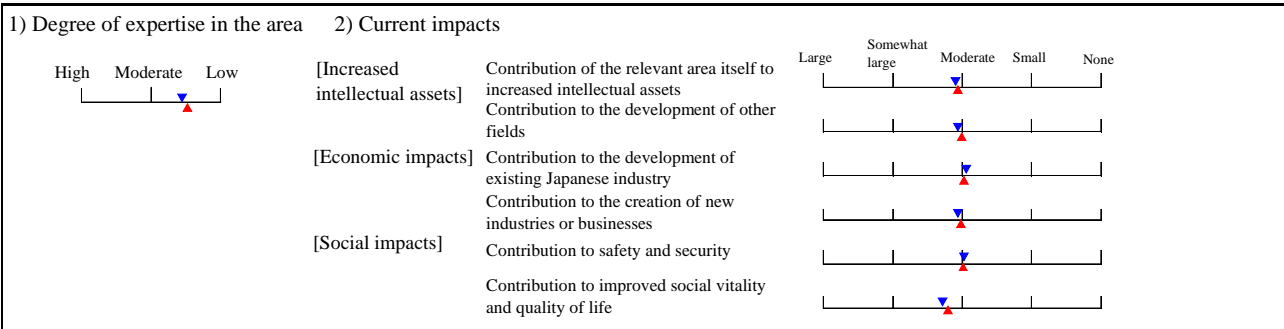 1) Degree of expertise in the area 2) Current impacts
High Moderate Low
Large Somewhat large Moderate Small None
[Increased intellectual assets]
Contribution of the relevant area itself to
increased intellectual assets
Contribution to the development of other
fields
[Economic impacts]
Contribution to the development of
existing Japanese industry
Contribution to the creation of new
industries or businesses
[Social impacts]
Contribution to safety and security
Contribution to improved social vitality
and quality of life